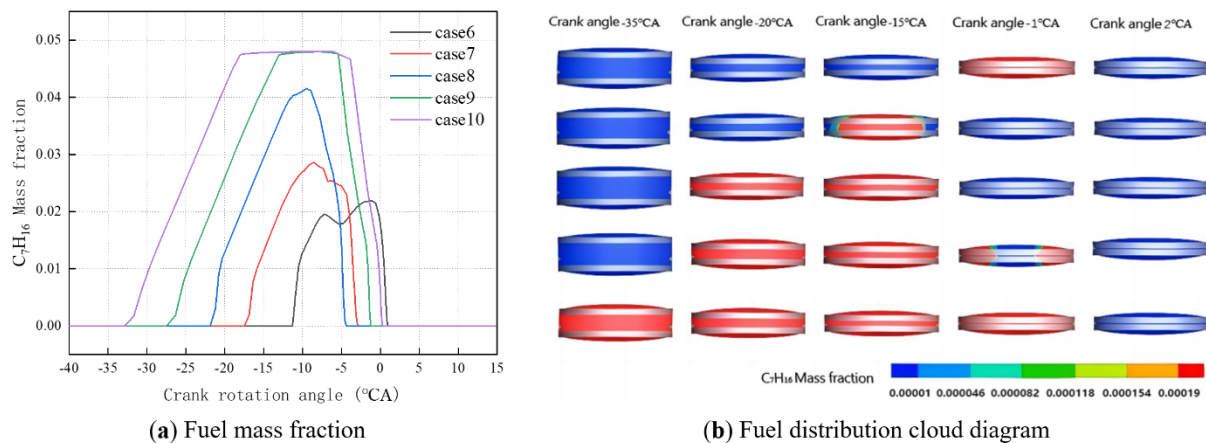 0.05
0.04
0.03
0.02
0.01
0.00
C₇H₁₆ Mass fraction
case6
case7
case8
case9
case10
-40 -35 -30 -25 -20 -15 -10 -5 0 5 10 15
Crank rotation angle (°CA)
(a) Fuel mass fraction
Crank angle -35°CA Crank angle -20°CA Crank angle -15°CA Crank angle -1°CA Crank angle 2°CA
C₇H₁₆ Mass fraction
0.00001 0.000046 0.000082 0.000118 0.000154 0.00019
(b) Fuel distribution cloud diagram